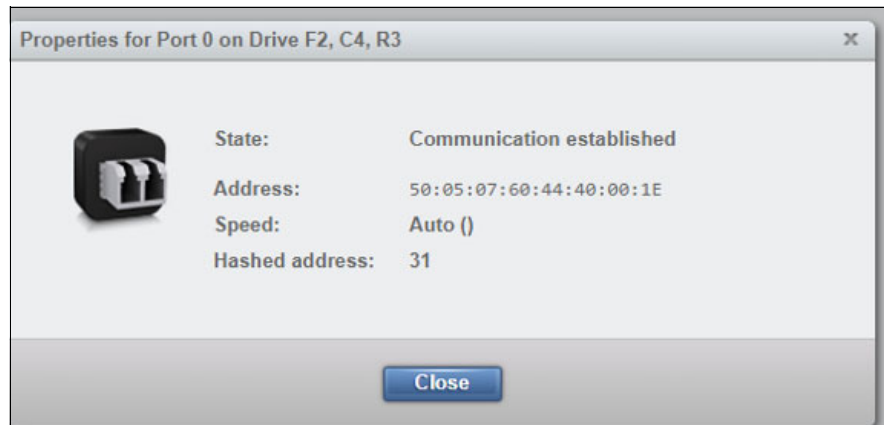 Properties for Port 0 on Drive F2, C4, R3 x
State: Communication established
Address: 50:05:07:60:44:40:00:1E
Speed: Auto ()
Hashed address: 31
Close